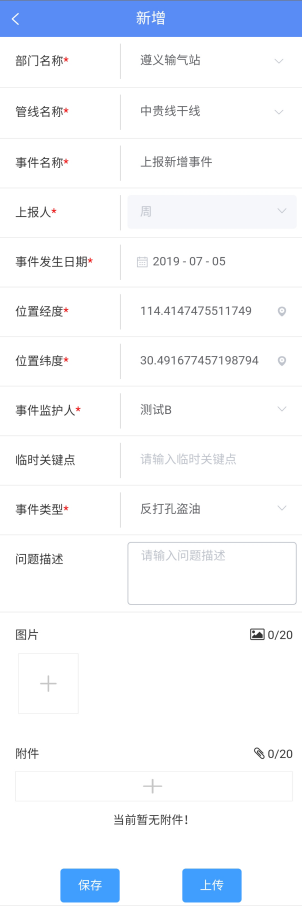 新增
部门名称* 遵义输气站
管线名称* 中贵线干线
事件名称* 上报新增事件
上报人* 周
事件发生日期* 2019 - 07 - 05
位置经度* 114.4147475511749
位置纬度* 30.491677457198794
事件监护人* 测试B
临时关键点 请输入临时关键点
事件类型* 反打孔盗油
问题描述 请输入问题描述
图片 0/20
附件 0/20
当前暂无附件!
保存 上传